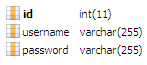 id int(11)
username varchar(255)
password varchar(255)